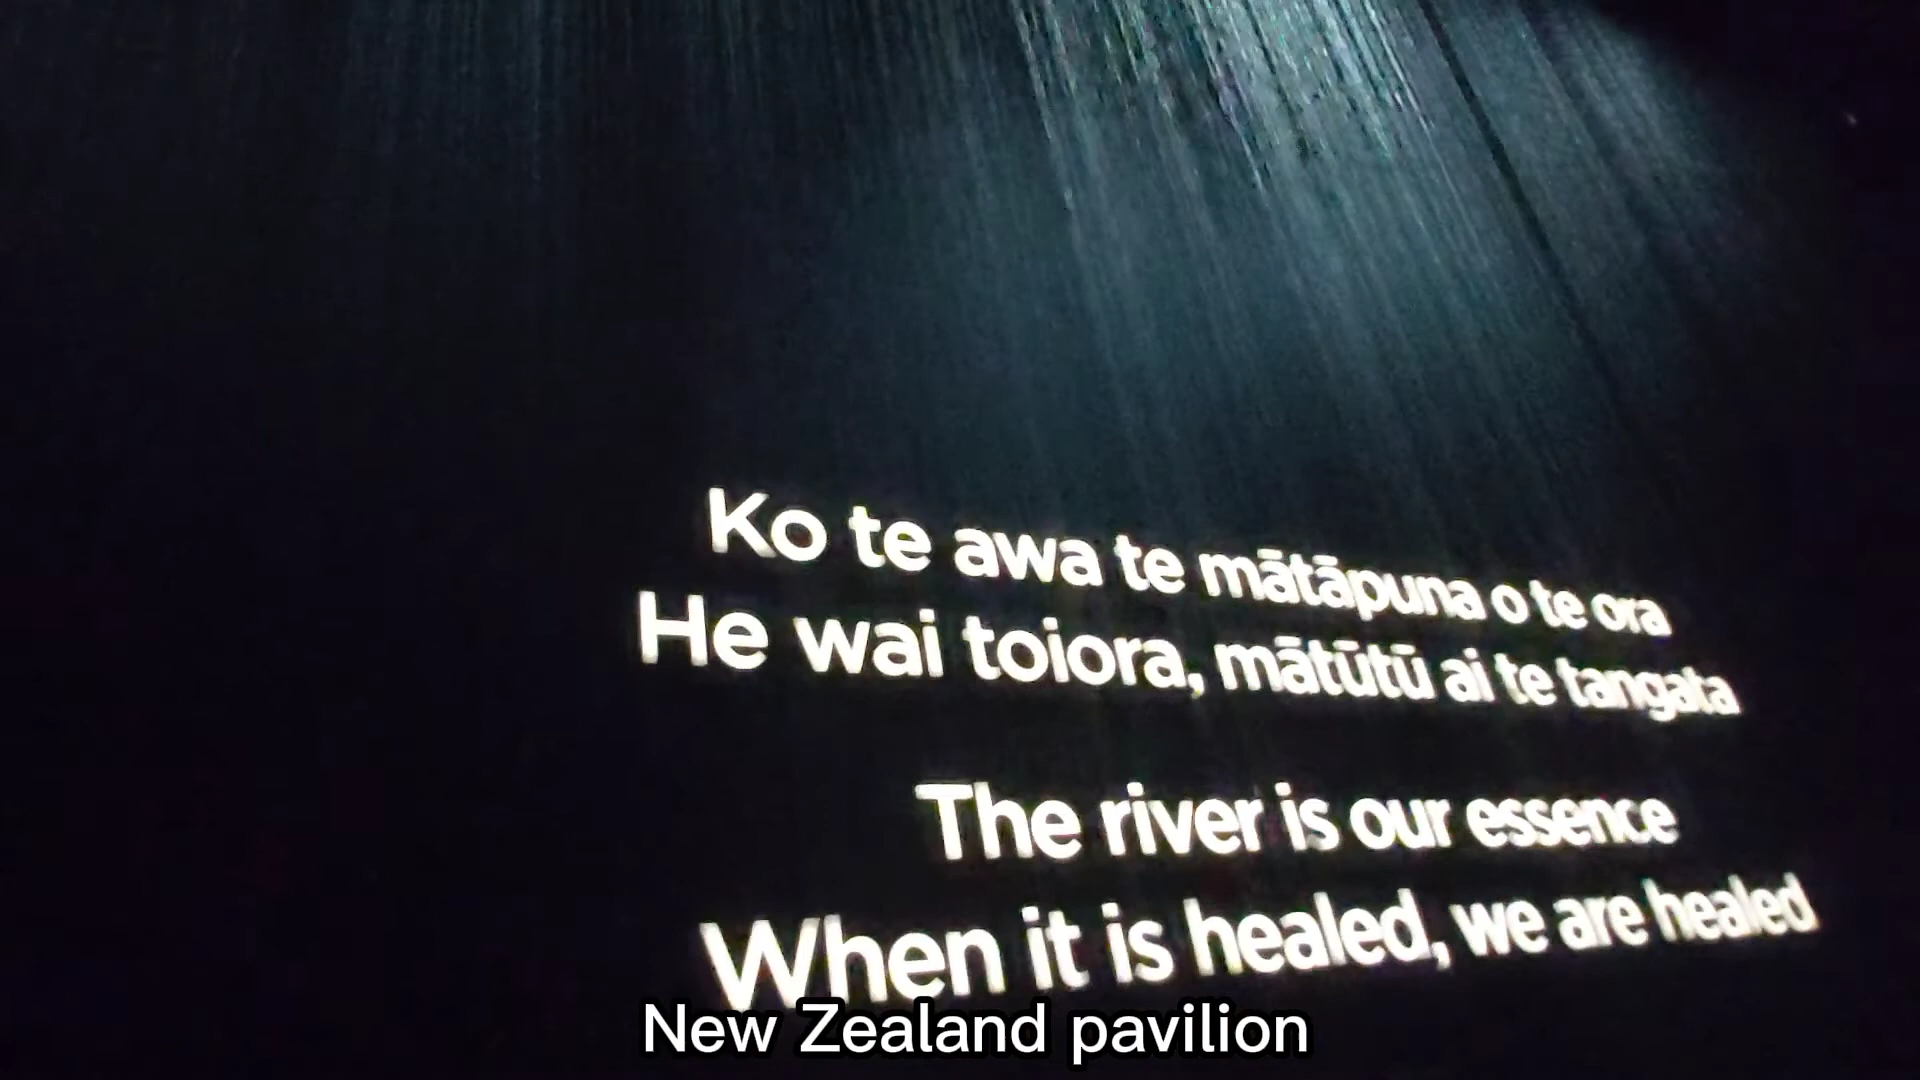 Ko te awa te mātāpuna o te ora
He wai toiora, mātūtū ai te tangata
The river is our essence
When it is healed, we are healed
New Zealand pavilion